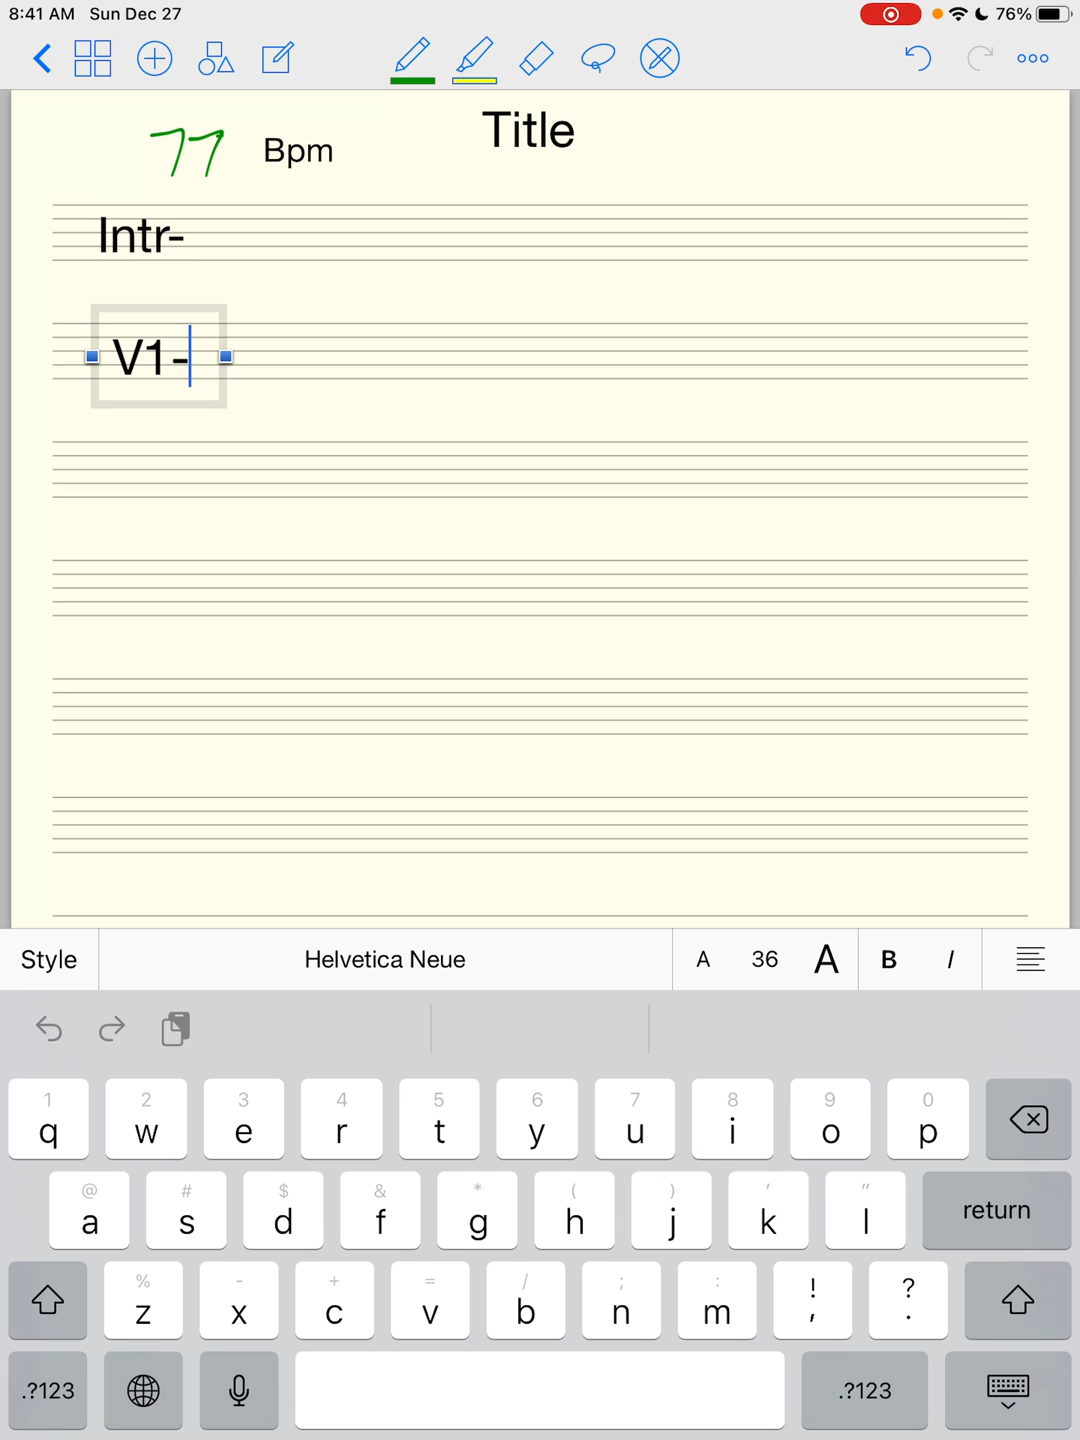 8:41 AM Sun Dec 27 76%
Title
77 Bpm
Intr-
V1-
Style Helvetica Neue A 36 A B I
1 2 3 4 5 6 7 8 9 0
q w e r t y u i o p
@ # $ & * ( ) ' "
a s d f g h j k l return
% - + = / ; : ! ?
z x c v b n m , .
.?123 .?123